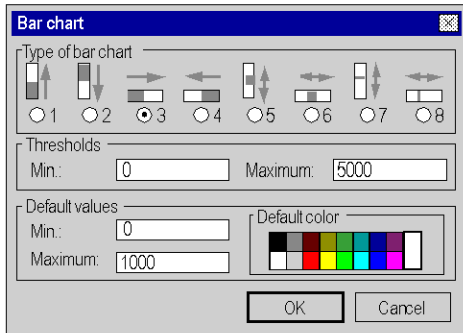 Bar chart
Type of bar chart
1 2 3 4 5 6 7 8
Thresholds
Min.: 0 Maximum: 5000
Default values
Min.: 0
Maximum: 1000
Default color
OK Cancel